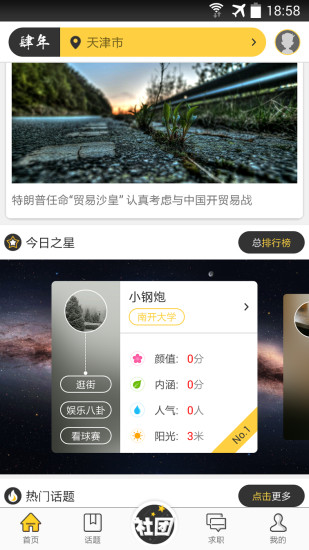 18:58
肆年
天津市
特朗普任命“贸易沙皇” 认真考虑与中国开贸易战
今日之星
总排行榜
小钢炮
南开大学
颜值: 0分
逛街
内涵: 0分
娱乐八卦
人气: 0人
看球赛
阳光: 3米
No.1
热门话题
点击更多
首页
话题
社团
求职
我的